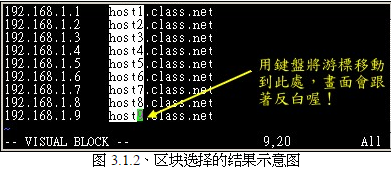 192.168.1.1 host1.class.net
192.168.1.2 host2.class.net
192.168.1.3 host3.class.net
192.168.1.4 host4.class.net
192.168.1.5 host5.class.net
192.168.1.6 host6.class.net
192.168.1.7 host7.class.net
192.168.1.8 host8.class.net
192.168.1.9 host9.class.net
~
-- VISUAL BLOCK -- 9,20 All
用鍵盤將游標移動
到此處，畫面會跟
著反白喔！
图 3.1.2、区块选择的结果示意图